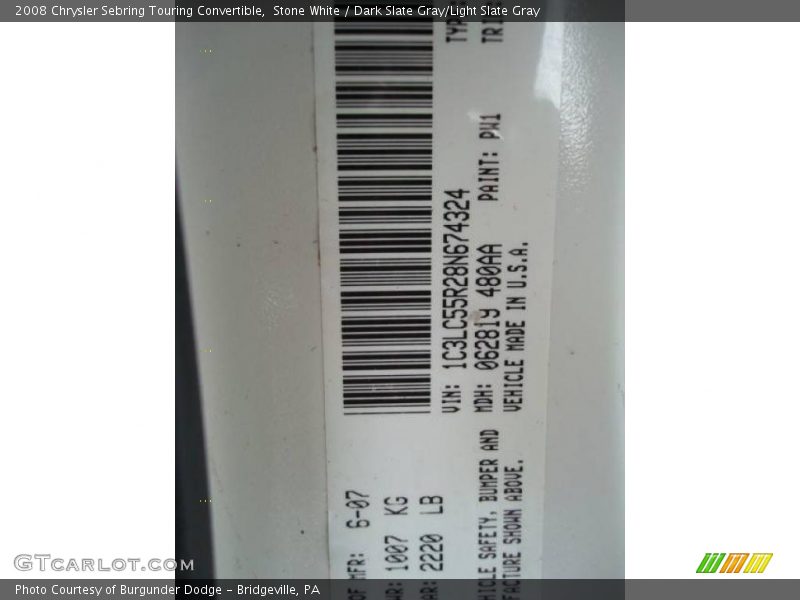 2008 Chrysler Sebring Touring Convertible,  Stone White / Dark Slate Gray/Light Slate Gray
MFR: 6-07
1007 KG
2220 LB
VEHICLE SAFETY, BUMPER AND
SHOWN ABOVE.
VIN: 1C3LC55R28N674324
MDH: 062819 480AA PAINT: PW1
VEHICLE MADE IN U.S.A.
GTCARLOT.COM
Photo Courtesy of Burgunder Dodge - Bridgeville, PA